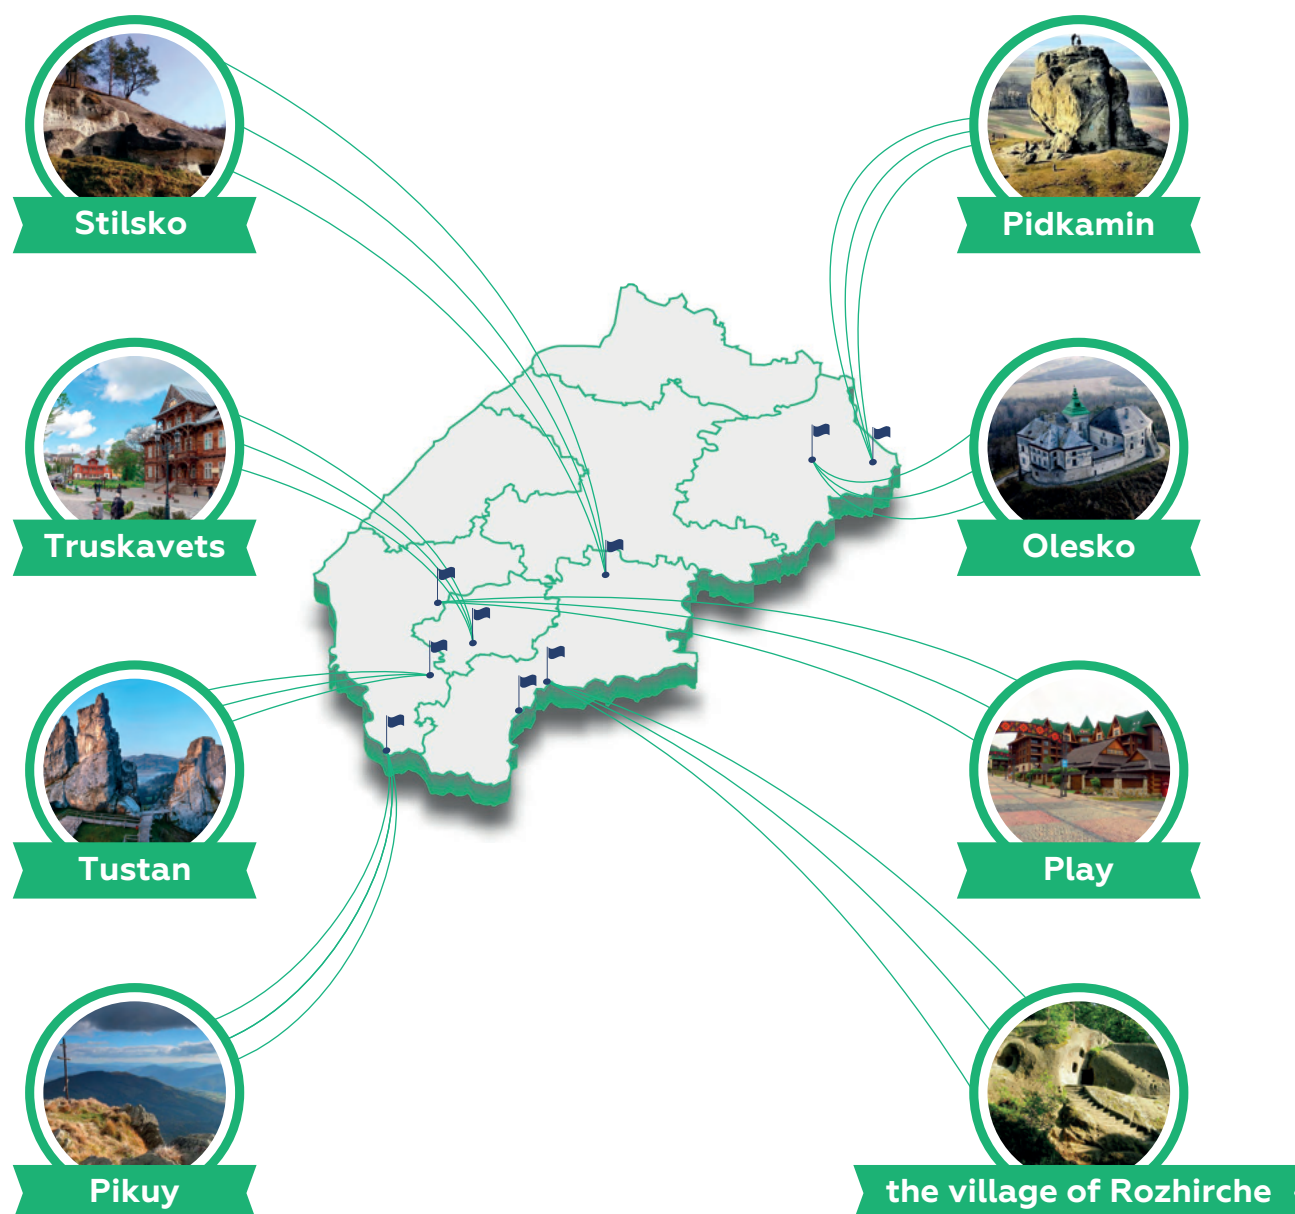 Stilsko
Pidkamin
Truskavets
Olesko
Tustan
Play
Pikuy
the village of Rozhirche